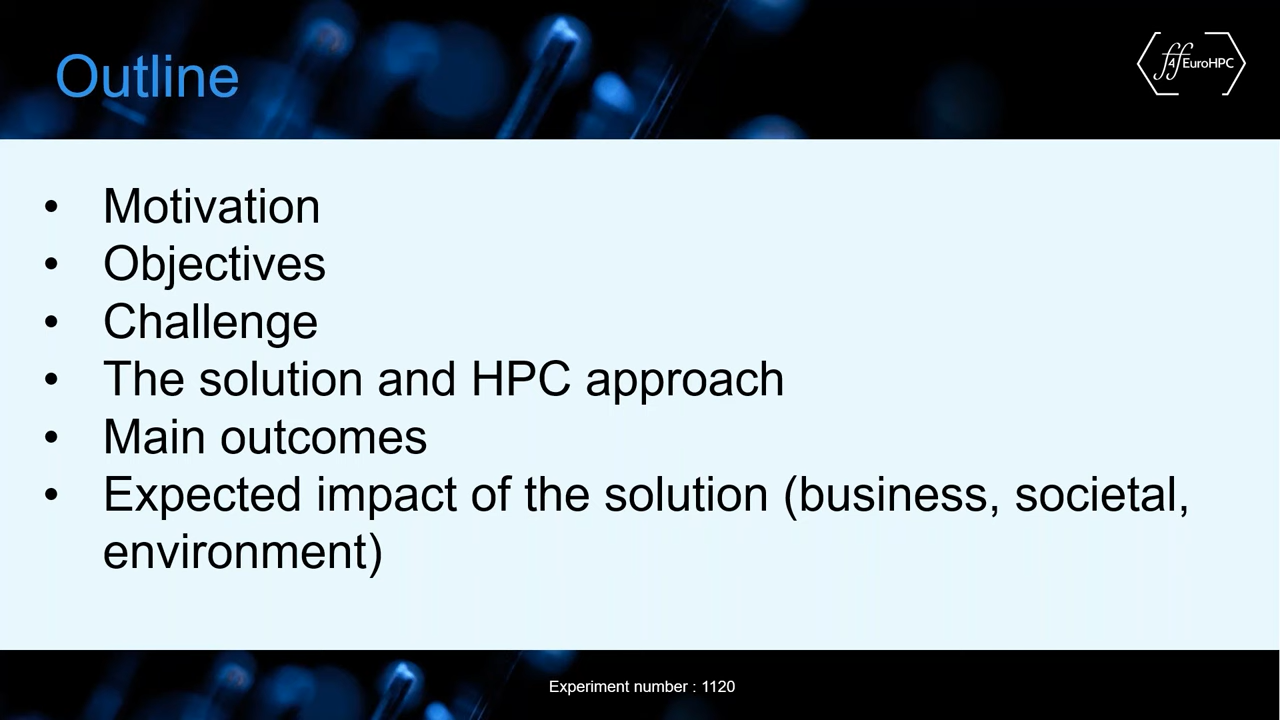 Outline
ff4EuroHPC
• Motivation
• Objectives
• Challenge
• The solution and HPC approach
• Main outcomes
• Expected impact of the solution (business, societal,
environment)
Experiment number : 1120